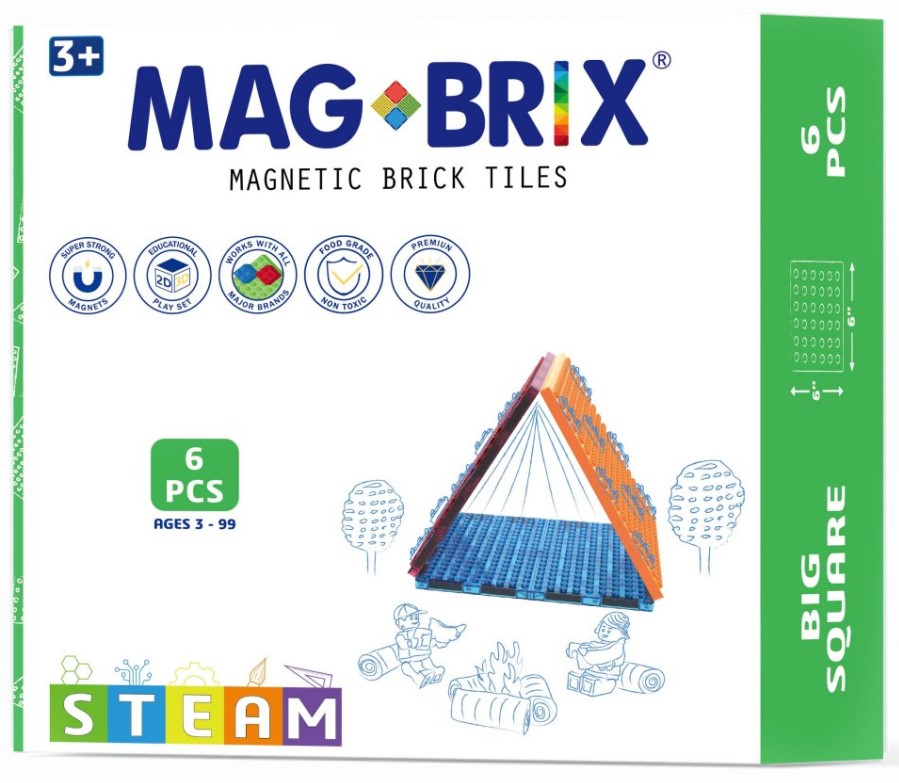 3+
MAG BRIX®
MAGNETIC BRICK TILES
SUPER STRONG
MAGNETS
EDUCATIONAL
2D 3D
PLAY SET
WORKS WITH ALL
MAJOR BRANDS
FOOD GRADE
NON TOXIC
PREMIUN
QUALITY
6
PCS
AGES 3 - 99
STEAM
6
PCS
6"
6"
BIG
SQUARE